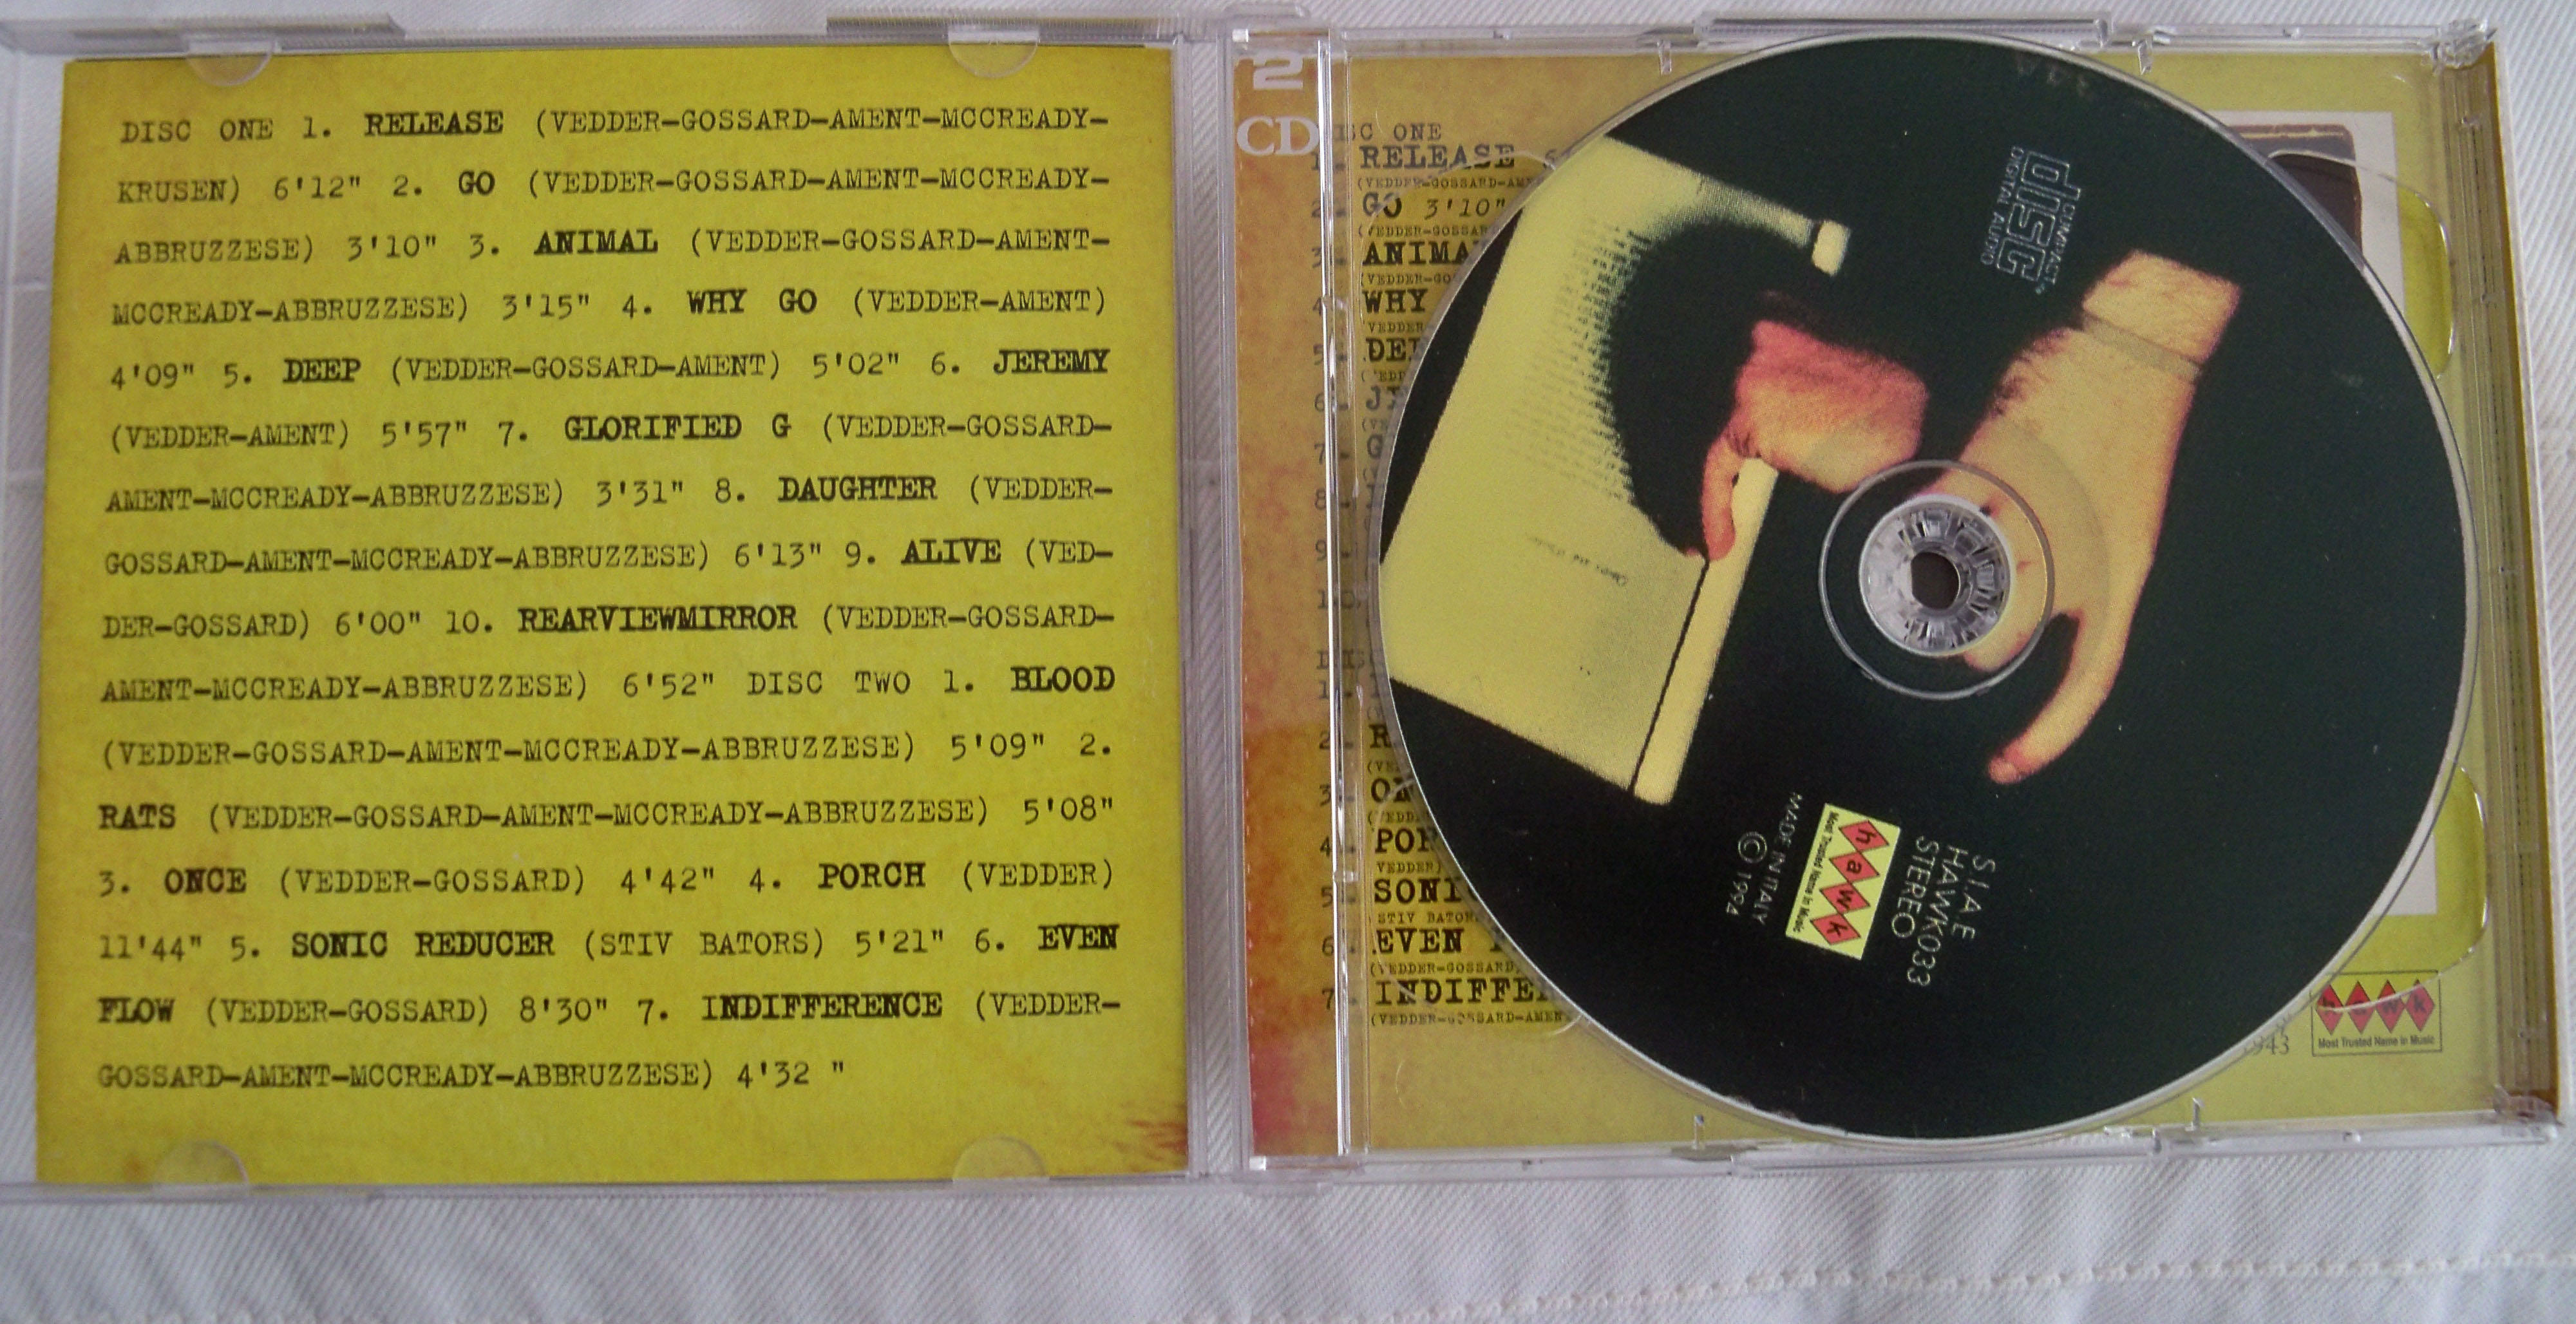 DISC ONE 1. RELEASE (VEDDER-GOSSARD-AMENT-MCCREADY-
KRUSEN) 6'12" 2. GO (VEDDER-GOSSARD-AMENT-MCCREADY-
ABBRUZZESE) 3'10" 3. ANIMAL (VEDDER-GOSSARD-AMENT-
MCCREADY-ABBRUZZESE) 3'15" 4. WHY GO (VEDDER-AMENT)
4'09" 5. DEEP (VEDDER-GOSSARD-AMENT) 5'02" 6. JEREMY
(VEDDER-AMENT) 5'57" 7. GLORIFIED G (VEDDER-GOSSARD-
AMENT-MCCREADY-ABBRUZZESE) 3'31" 8. DAUGHTER (VEDDER-
GOSSARD-AMENT-MCCREADY-ABBRUZZESE) 6'13" 9. ALIVE (VED-
DER-GOSSARD) 6'00" 10. REARVIEWMIRROR (VEDDER-GOSSARD-
AMENT-MCCREADY-ABBRUZZESE) 6'52" DISC TWO 1. BLOOD
(VEDDER-GOSSARD-AMENT-MCCREADY-ABBRUZZESE) 5'09" 2.
RATS (VEDDER-GOSSARD-AMENT-MCCREADY-ABBRUZZESE) 5'08"
3. ONCE (VEDDER-GOSSARD) 4'42" 4. PORCH (VEDDER)
11'44" 5. SONIC REDUCER (STIV BATORS) 5'21" 6. EVEN
FLOW (VEDDER-GOSSARD) 8'30" 7. INDIFFERENCE (VEDDER-
GOSSARD-AMENT-MCCREADY-ABBRUZZESE) 4'32 "
2
CD
ONE
RELEASE
GO 3'10"
WHY
EVEN
COMPACT
disc
DIGITAL AUDIO
S.I.A.E.
HAWK033
STEREO
hawk
Most Trusted Name in Music
MADE IN ITALY
© 1994
hawk
Most Trusted Name in Music